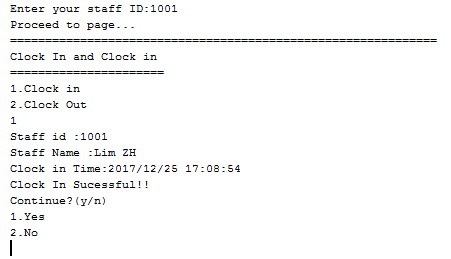 Enter your staff ID:1001
Proceed to page...
=============================================================
Clock In and Clock in
======================
1.Clock in
2.Clock Out
1
Staff id :1001
Staff Name :Lim ZH
Clock in Time:2017/12/25 17:08:54
Clock In Sucessful!!
Continue?(y/n)
1.Yes
2.No